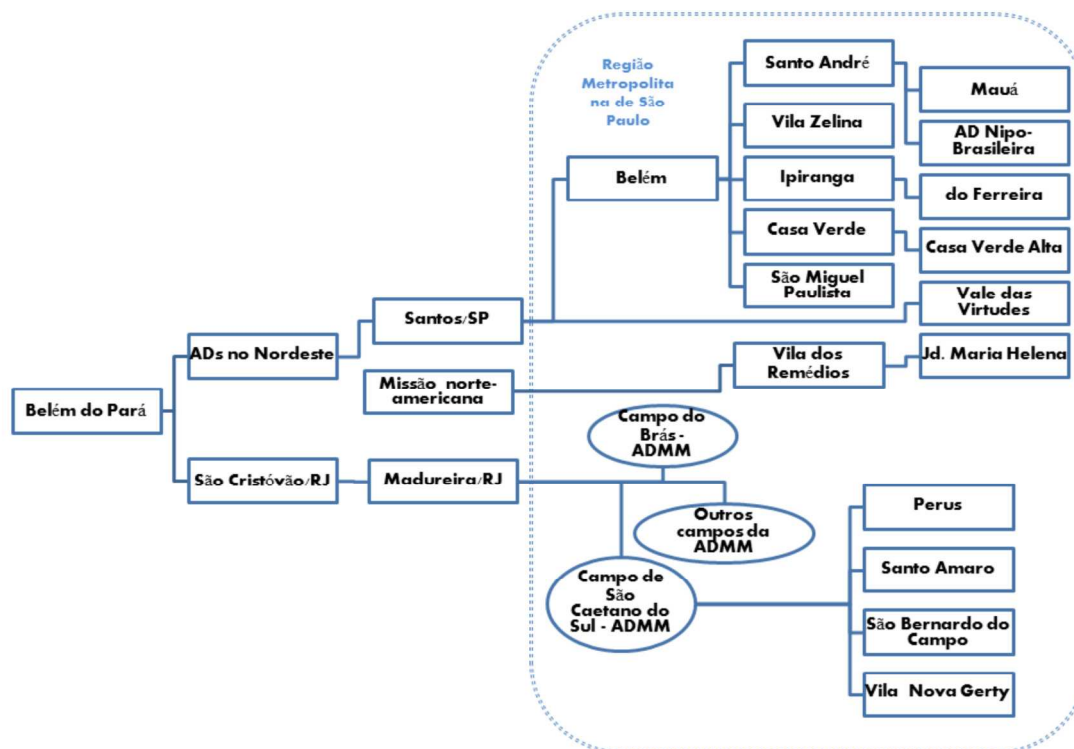 Região
Metropolita
na de São
Paulo
Santo André
Mauá
Vila Zelina
AD Nipo-
Brasileira
Belém
Ipiranga
do Ferreira
Casa Verde
Casa Verde Alta
São Miguel
Paulista
Vale das
Virtudes
Santos/SP
ADs no Nordeste
Vila dos
Remédios
Jd. Maria Helena
Missão norte-
americana
Belém do Pará
Campo do
Brás -
ADMM
São Cristóvão/RJ
Madureira/RJ
Outros
campos da
ADMM
Campo de
São
Caetano do
Sul - ADMM
Perus
Santo Amaro
São Bernardo do
Campo
Vila Nova Gerty